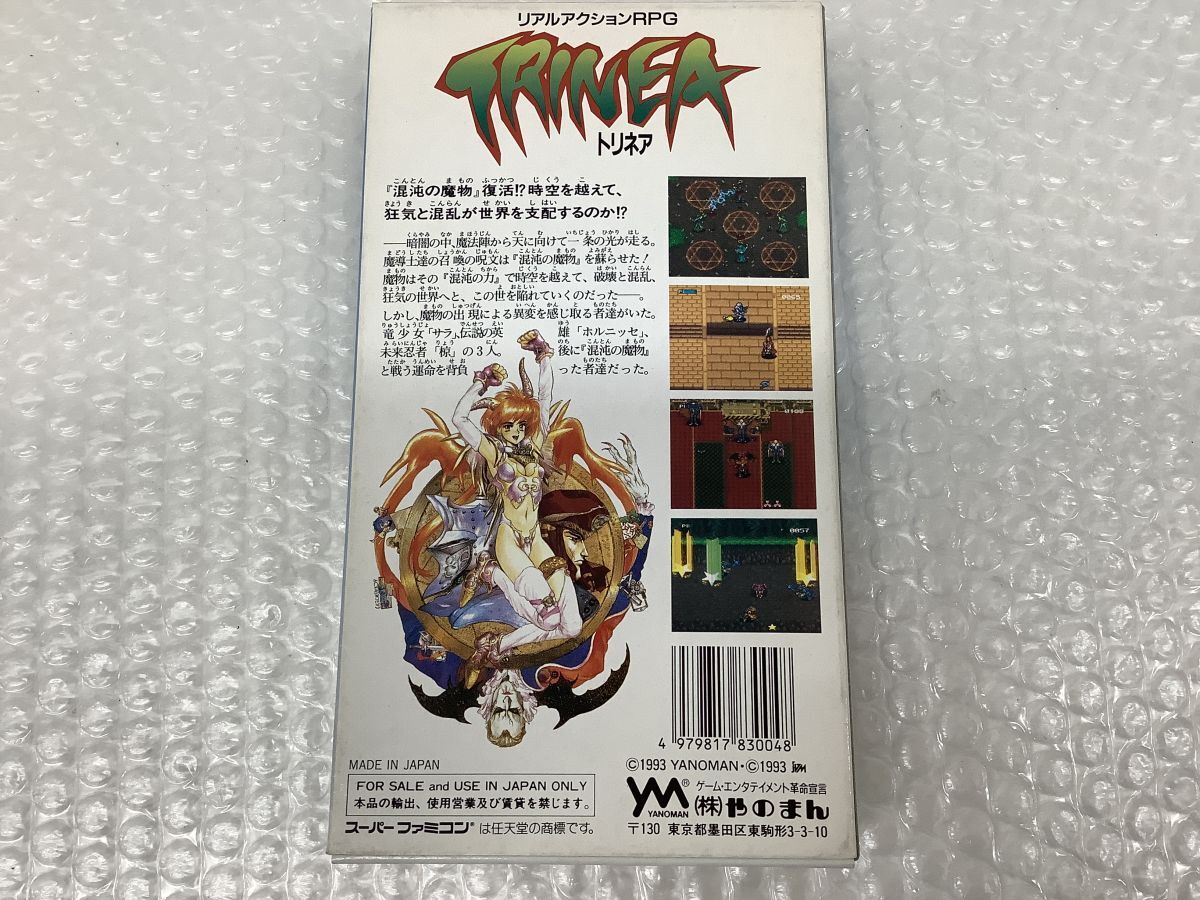 リアルアクションRPG
TRINEA
トリネア
『混沌の魔物』復活!?時空を越えて、
狂気と混乱が世界を支配するのか!?
――暗闇の中、魔法陣から天に向けて一条の光が走る。
魔導士達の召喚の呪文は『混沌の魔物』を蘇らせた!
魔物はその『混沌の力』で時空を越えて、破壊と混乱、
狂気の世界へと、この世を陥れていくのだった――。
しかし、魔物の出現による異変を感じ取る者達がいた。
竜少女「サラ」、伝説の英雄「ホルニッセ」、
未来忍者「椋」の3人。後に『混沌の魔物』
と戦う運命を背負った者達だった。
0065
0100
0057
4 979817 830048
MADE IN JAPAN
©1993 YANOMAN・©1993
FOR SALE and USE IN JAPAN ONLY
本品の輸出、使用営業及び賃貸を禁じます。
スーパーファミコン®は任天堂の商標です。
YM®
YANOMAN
ゲーム・エンタテイメント革命宣言
(株)やのまん
〒130 東京都墨田区東駒形3-3-10